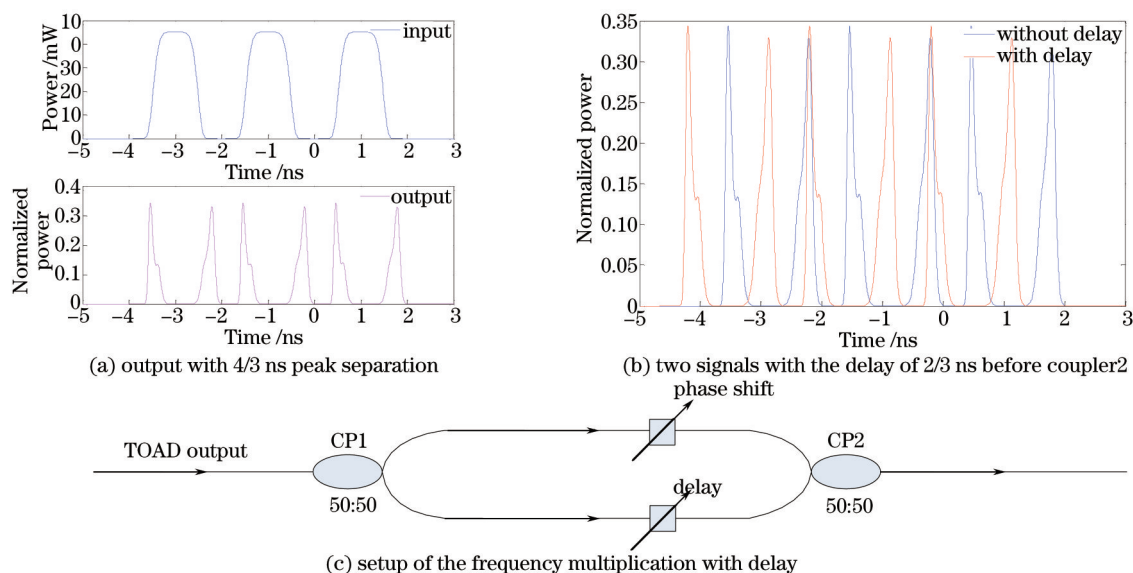 10
0
30
20
10
0
Power /mW
input
−5 −4 −3 −2 −1 0 1 2 3
Time /ns
0.4
0.3
0.2
0.1
0
Normalized
power
output
−5 −4 −3 −2 −1 0 1 2 3
Time /ns
(a) output with 4/3 ns peak separation
0.35
0.30
0.25
0.20
0.15
0.10
0.05
0
Normalized power
without delay
with delay
−5 −4 −3 −2 −1 0 1 2 3
Time /ns
(b) two signals with the delay of 2/3 ns before coupler2
phase shift
TOAD output
CP1
50:50
CP2
50:50
delay
(c) setup of the frequency multiplication with delay